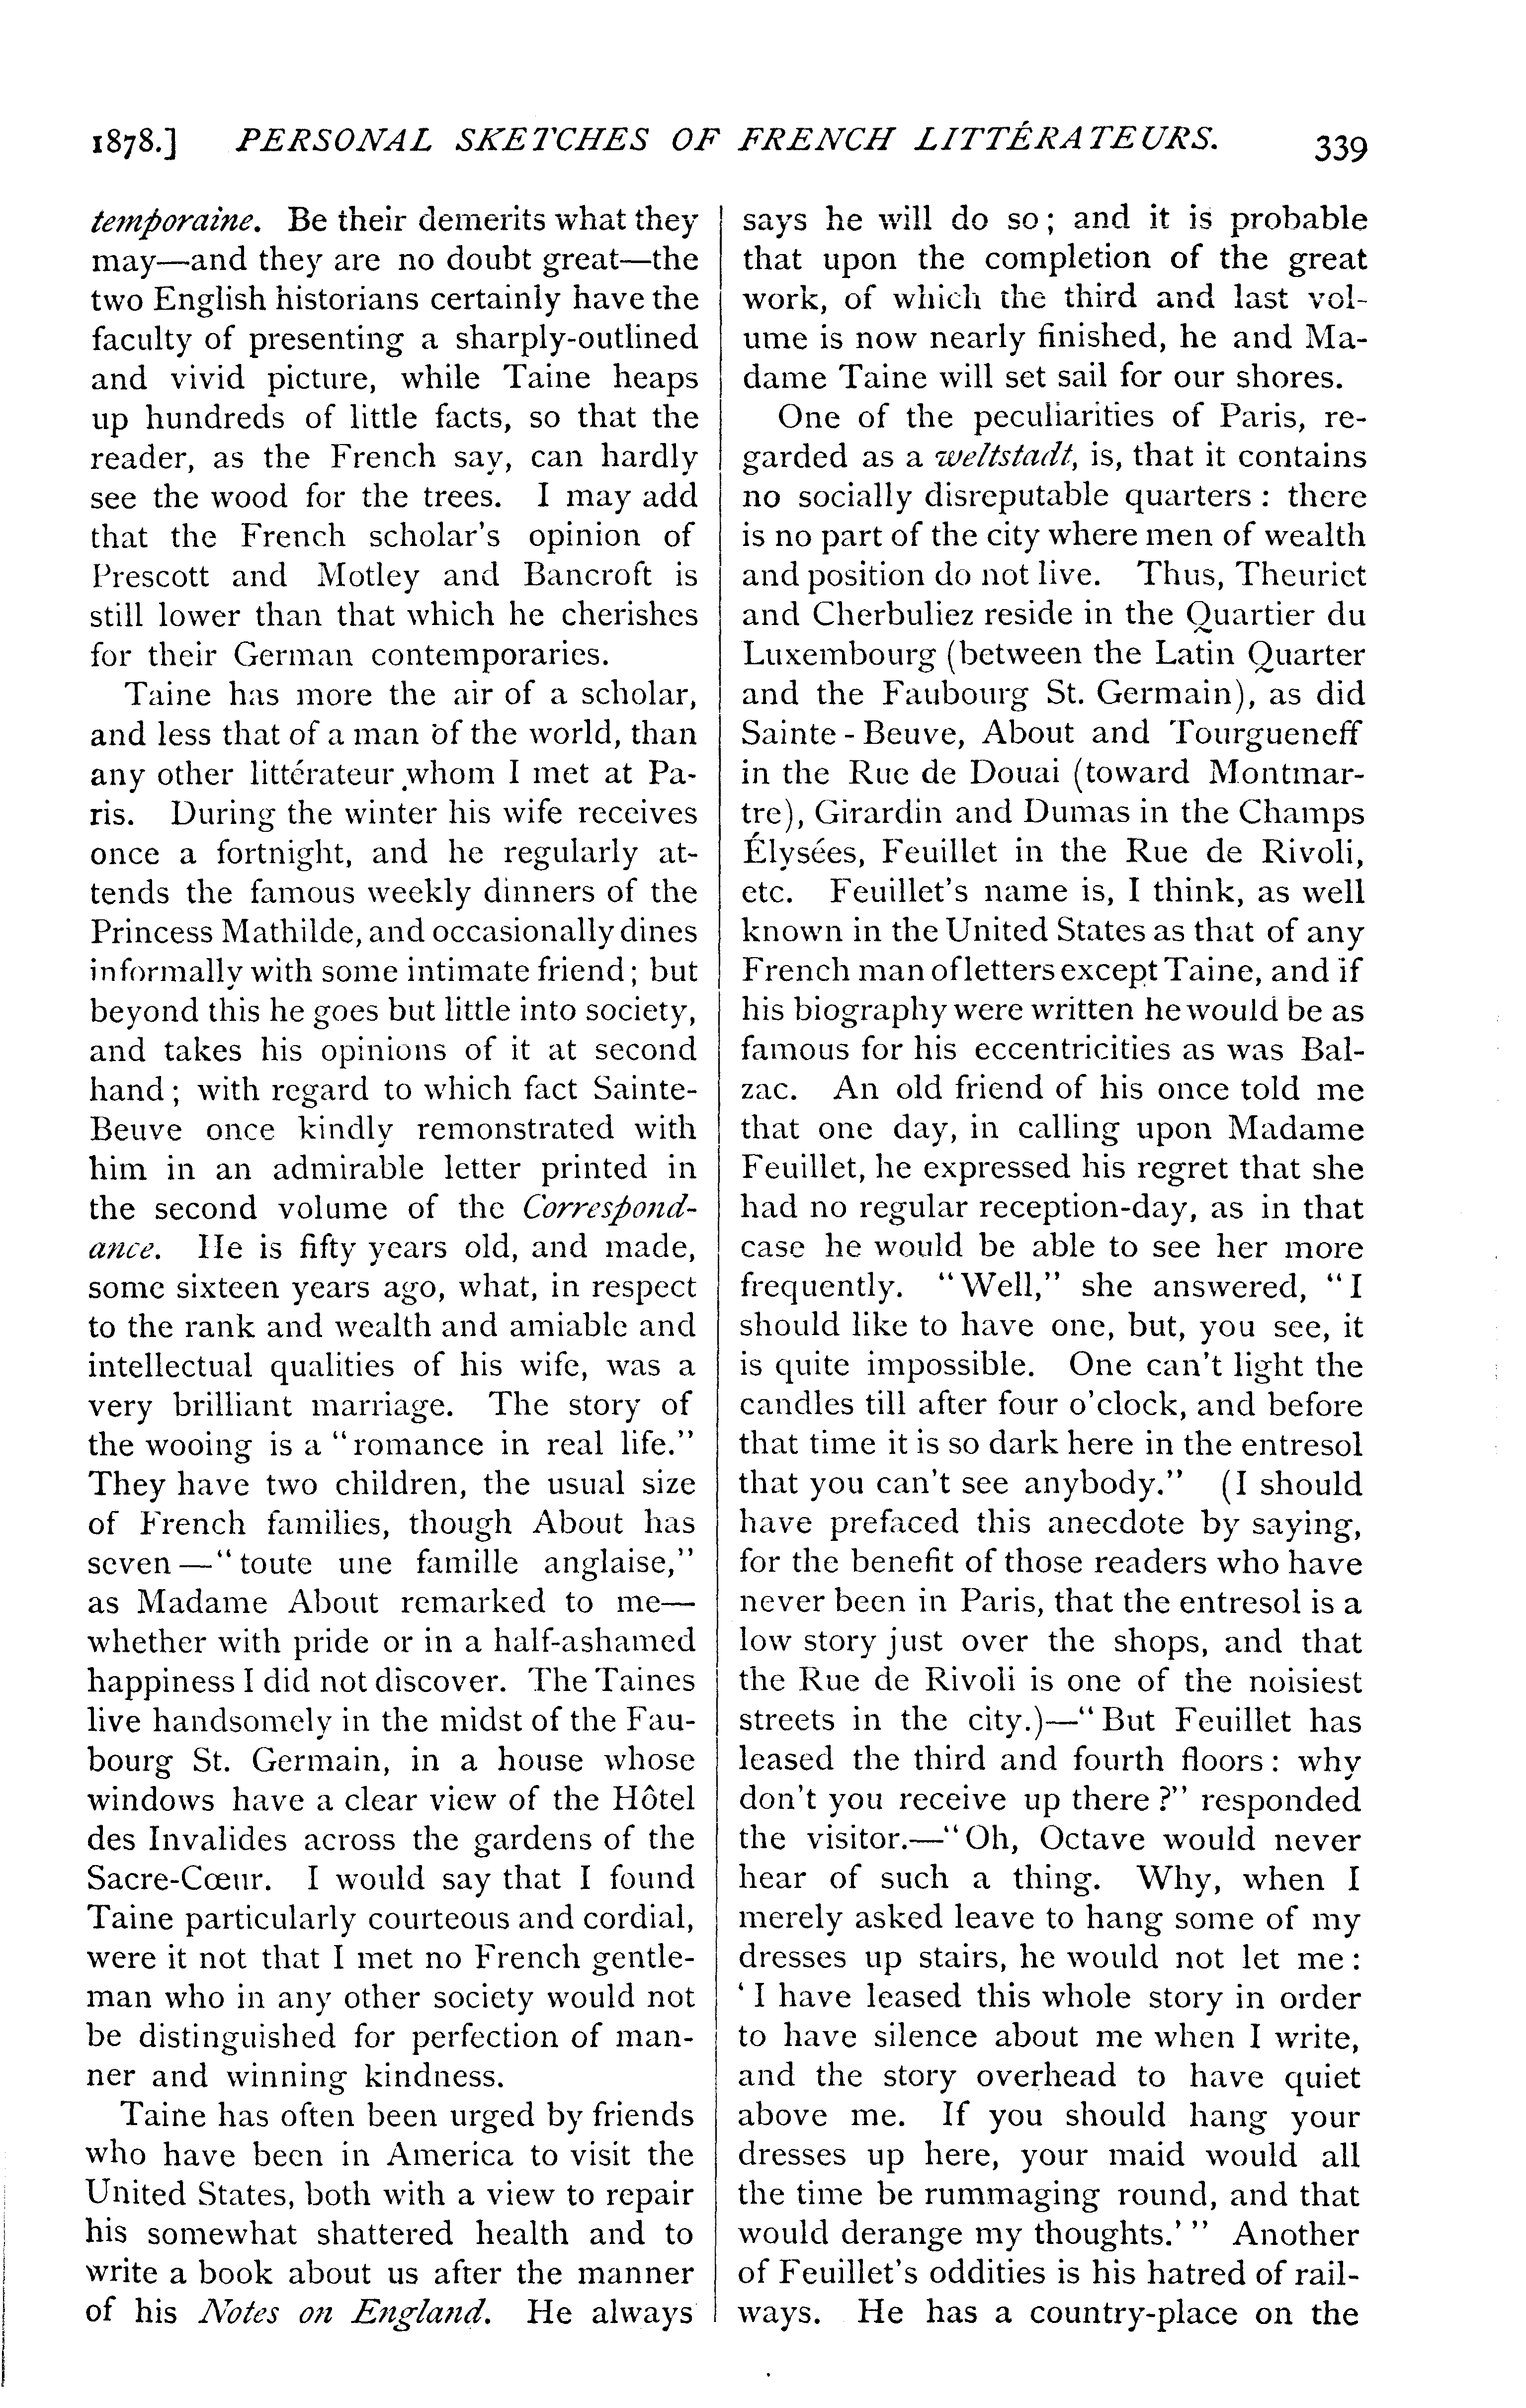 1878.] PERSONAL SKETCHES OF FRENCH LITTÉRATEURS. 339
temporaine. Be their demerits what they
may—and they are no doubt great—the
two English historians certainly have the
faculty of presenting a sharply-outlined
and vivid picture, while Taine heaps
up hundreds of little facts, so that the
reader, as the French say, can hardly
see the wood for the trees. I may add
that the French scholar's opinion of
Prescott and Motley and Bancroft is
still lower than that which he cherishes
for their German contemporaries.
Taine has more the air of a scholar,
and less that of a man of the world, than
any other littérateur whom I met at Pa-
ris. During the winter his wife receives
once a fortnight, and he regularly at-
tends the famous weekly dinners of the
Princess Mathilde, and occasionally dines
informally with some intimate friend; but
beyond this he goes but little into society,
and takes his opinions of it at second
hand; with regard to which fact Sainte-
Beuve once kindly remonstrated with
him in an admirable letter printed in
the second volume of the Correspond-
ance. He is fifty years old, and made,
some sixteen years ago, what, in respect
to the rank and wealth and amiable and
intellectual qualities of his wife, was a
very brilliant marriage. The story of
the wooing is a "romance in real life."
They have two children, the usual size
of French families, though About has
seven—"toute une famille anglaise,"
as Madame About remarked to me—
whether with pride or in a half-ashamed
happiness I did not discover. The Taines
live handsomely in the midst of the Fau-
bourg St. Germain, in a house whose
windows have a clear view of the Hôtel
des Invalides across the gardens of the
Sacre-Cœur. I would say that I found
Taine particularly courteous and cordial,
were it not that I met no French gentle-
man who in any other society would not
be distinguished for perfection of man-
ner and winning kindness.
Taine has often been urged by friends
who have been in America to visit the
United States, both with a view to repair
his somewhat shattered health and to
write a book about us after the manner
of his Notes on England. He always
says he will do so; and it is probable
that upon the completion of the great
work, of which the third and last vol-
ume is now nearly finished, he and Ma-
dame Taine will set sail for our shores.
One of the peculiarities of Paris, re-
garded as a weltstadt, is, that it contains
no socially disreputable quarters: there
is no part of the city where men of wealth
and position do not live. Thus, Theuriet
and Cherbuliez reside in the Quartier du
Luxembourg (between the Latin Quarter
and the Faubourg St. Germain), as did
Sainte-Beuve, About and Tourgueneff
in the Rue de Douai (toward Montmar-
tre), Girardin and Dumas in the Champs
Élysées, Feuillet in the Rue de Rivoli,
etc. Feuillet's name is, I think, as well
known in the United States as that of any
French man of letters except Taine, and if
his biography were written he would be as
famous for his eccentricities as was Bal-
zac. An old friend of his once told me
that one day, in calling upon Madame
Feuillet, he expressed his regret that she
had no regular reception-day, as in that
case he would be able to see her more
frequently. "Well," she answered, "I
should like to have one, but, you see, it
is quite impossible. One can't light the
candles till after four o'clock, and before
that time it is so dark here in the entresol
that you can't see anybody." (I should
have prefaced this anecdote by saying,
for the benefit of those readers who have
never been in Paris, that the entresol is a
low story just over the shops, and that
the Rue de Rivoli is one of the noisiest
streets in the city.)—"But Feuillet has
leased the third and fourth floors: why
don't you receive up there?" responded
the visitor.—"Oh, Octave would never
hear of such a thing. Why, when I
merely asked leave to hang some of my
dresses up stairs, he would not let me:
'I have leased this whole story in order
to have silence about me when I write,
and the story overhead to have quiet
above me. If you should hang your
dresses up here, your maid would all
the time be rummaging round, and that
would derange my thoughts.'" Another
of Feuillet's oddities is his hatred of rail-
ways. He has a country-place on the